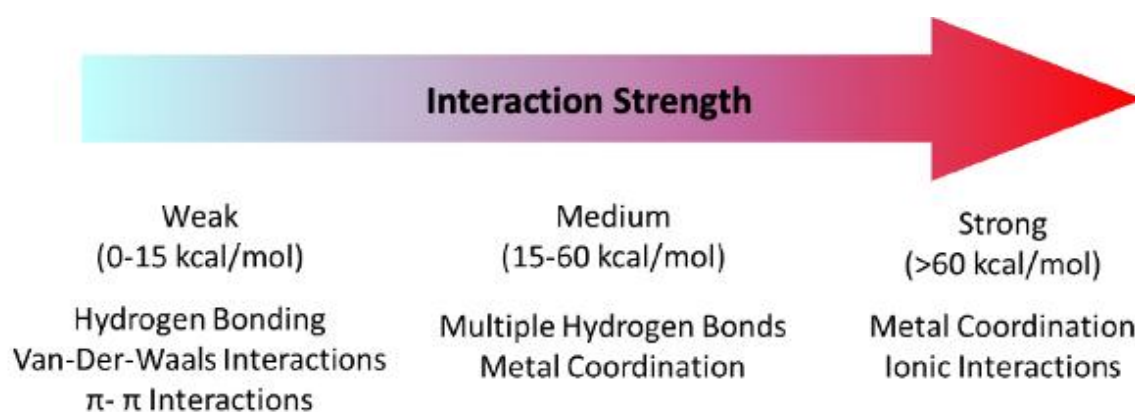 Interaction Strength
Weak
(0-15 kcal/mol)
Hydrogen Bonding
Van-Der-Waals Interactions
π- π Interactions
Medium
(15-60 kcal/mol)
Multiple Hydrogen Bonds
Metal Coordination
Strong
(>60 kcal/mol)
Metal Coordination
Ionic Interactions